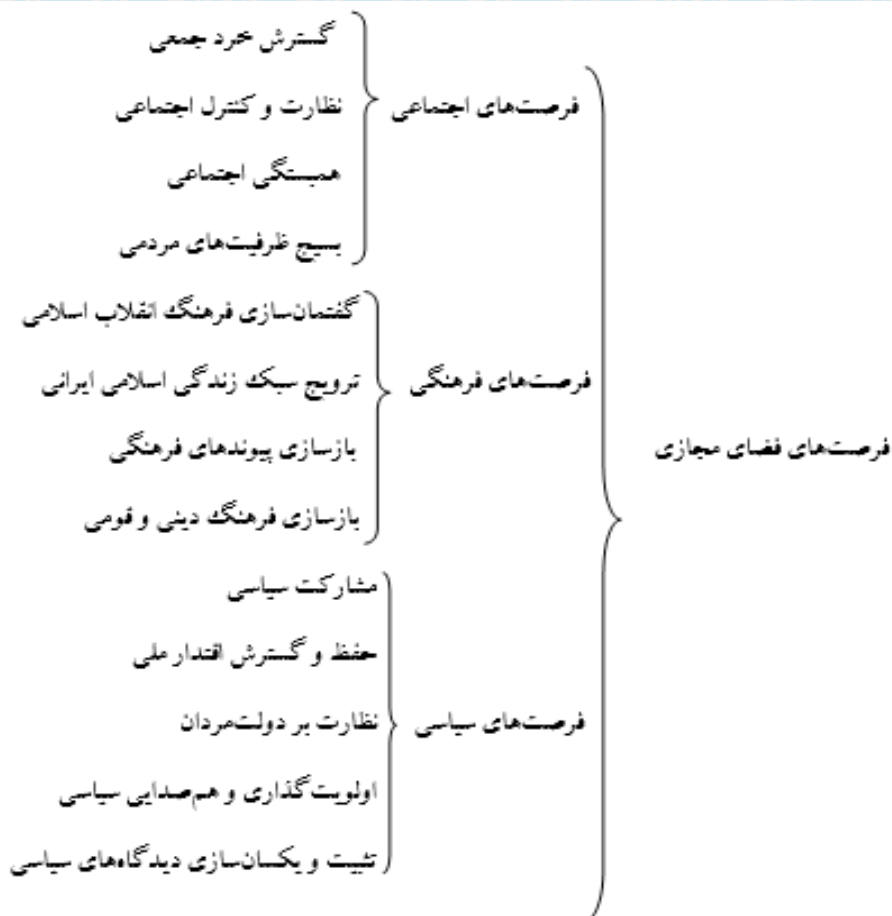 فرصت‌های فضای مجازی
فرصت‌های اجتماعی
گسترش خرد جمعی
نظارت و کنترل اجتماعی
همبستگی اجتماعی
بسیج ظرفیت‌های مردمی
فرصت‌های فرهنگی
گفتمان‌سازی فرهنگ انقلاب اسلامی
ترویج سبک زندگی اسلامی ایرانی
بازسازی پیوندهای فرهنگی
بازسازی فرهنگ دینی و قومی
فرصت‌های سیاسی
مشارکت سیاسی
حفظ و گسترش اقتدار ملی
نظارت بر دولت‌مردان
اولویت‌گذاری و هم‌صدایی سیاسی
تثبیت و یکسان‌سازی دیدگاه‌های سیاسی